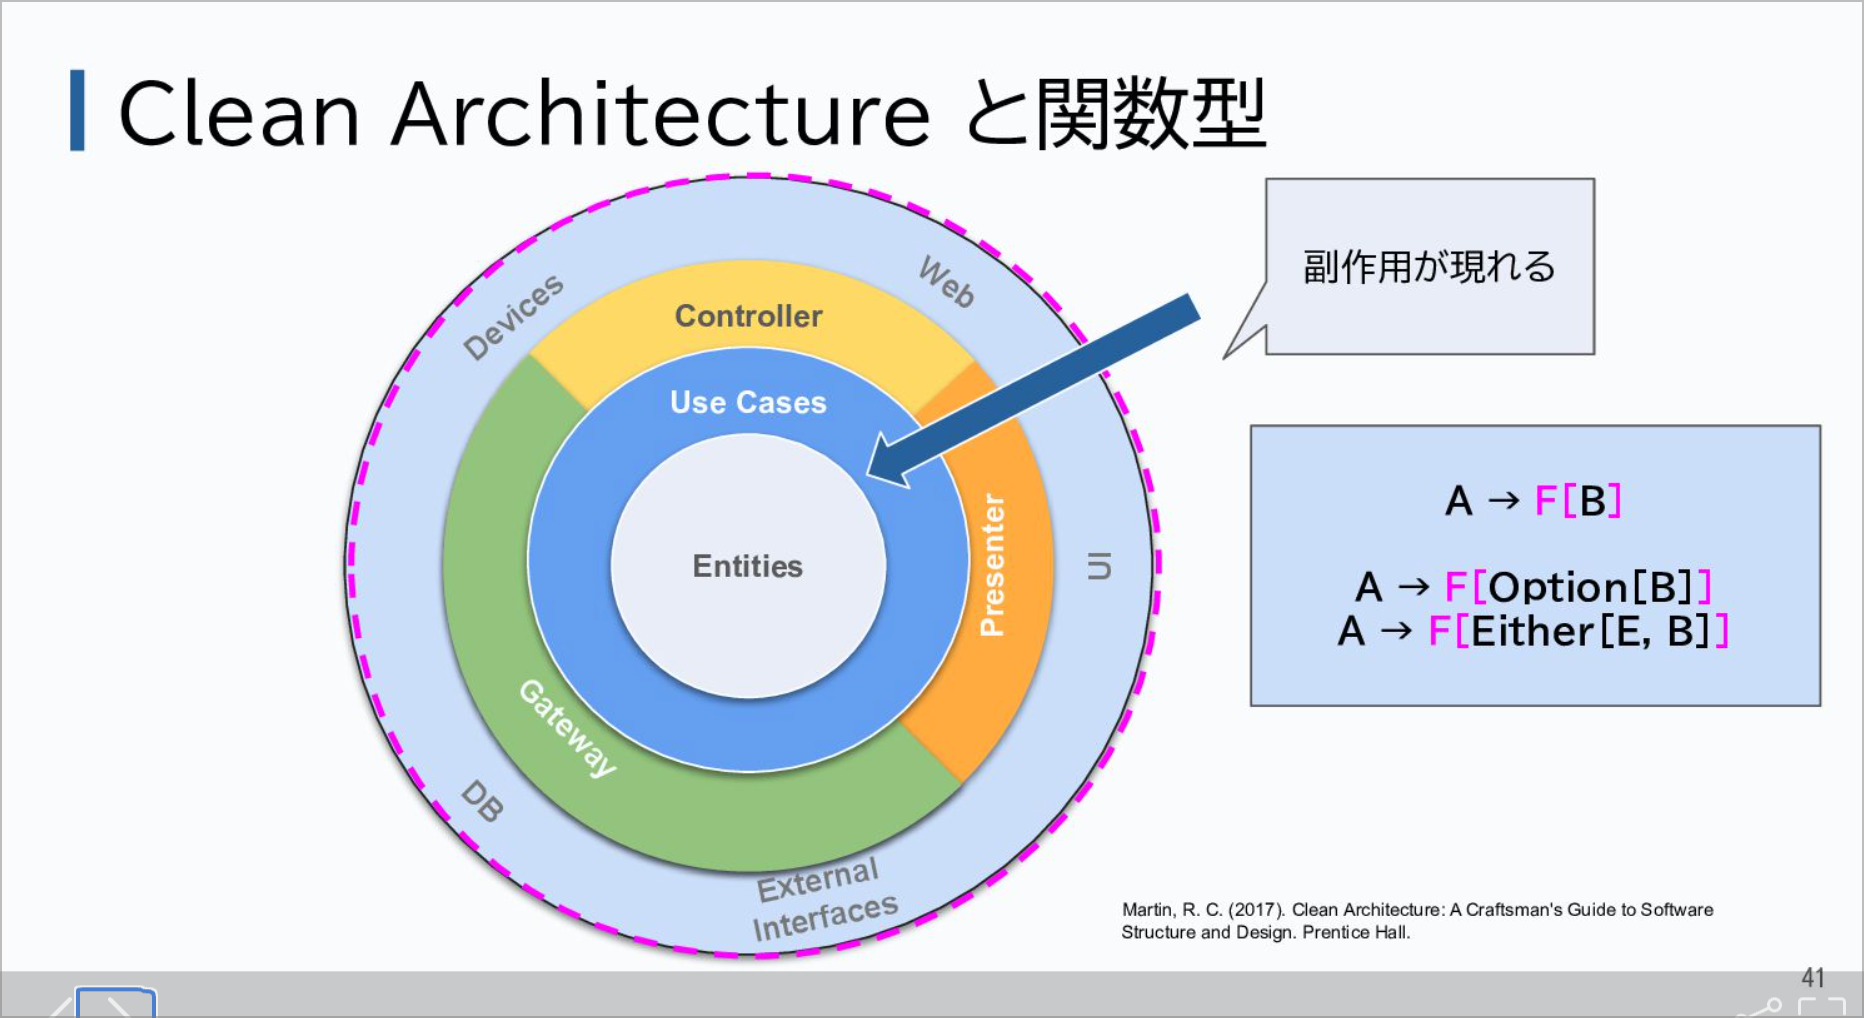 Clean Architecture と関数型
副作用が現れる
Devices
Web
Controller
Use Cases
Entities
Presenter
UI
Gateway
DB
External
Interfaces
A → F[B]
A → F[Option[B]]
A → F[Either[E, B]]
Martin, R. C. (2017). Clean Architecture: A Craftsman's Guide to Software
Structure and Design. Prentice Hall.
41